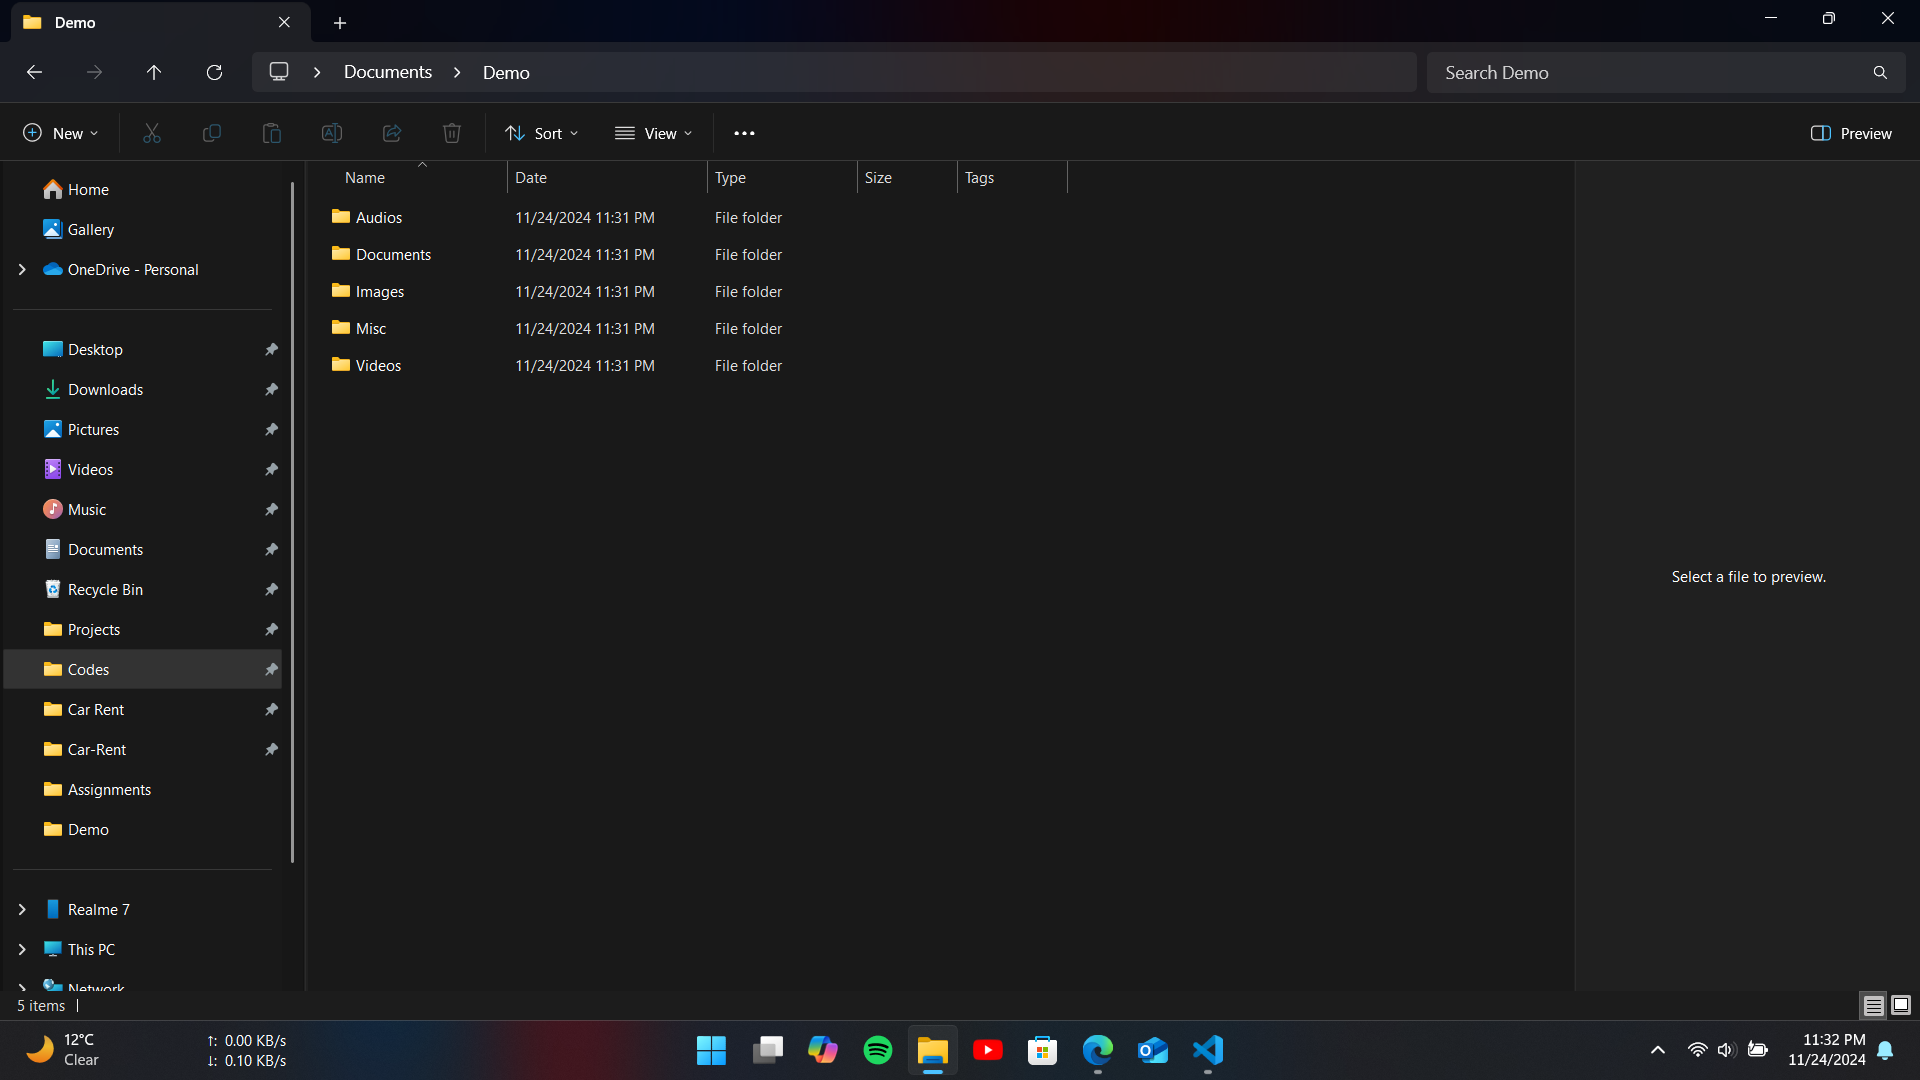 Demo
Documents
Demo
Search Demo
New
Sort
View
Preview
Home
Gallery
OneDrive - Personal
Desktop
Downloads
Pictures
Videos
Music
Documents
Recycle Bin
Projects
Codes
Car Rent
Car-Rent
Assignments
Demo
Realme 7
This PC
Network
Name Date Type Size Tags
Audios 11/24/2024 11:31 PM File folder
Documents 11/24/2024 11:31 PM File folder
Images 11/24/2024 11:31 PM File folder
Misc 11/24/2024 11:31 PM File folder
Videos 11/24/2024 11:31 PM File folder
Select a file to preview.
5 items
12°C
Clear
↑: 0.00 KB/s
↓: 0.10 KB/s
11:32 PM
11/24/2024